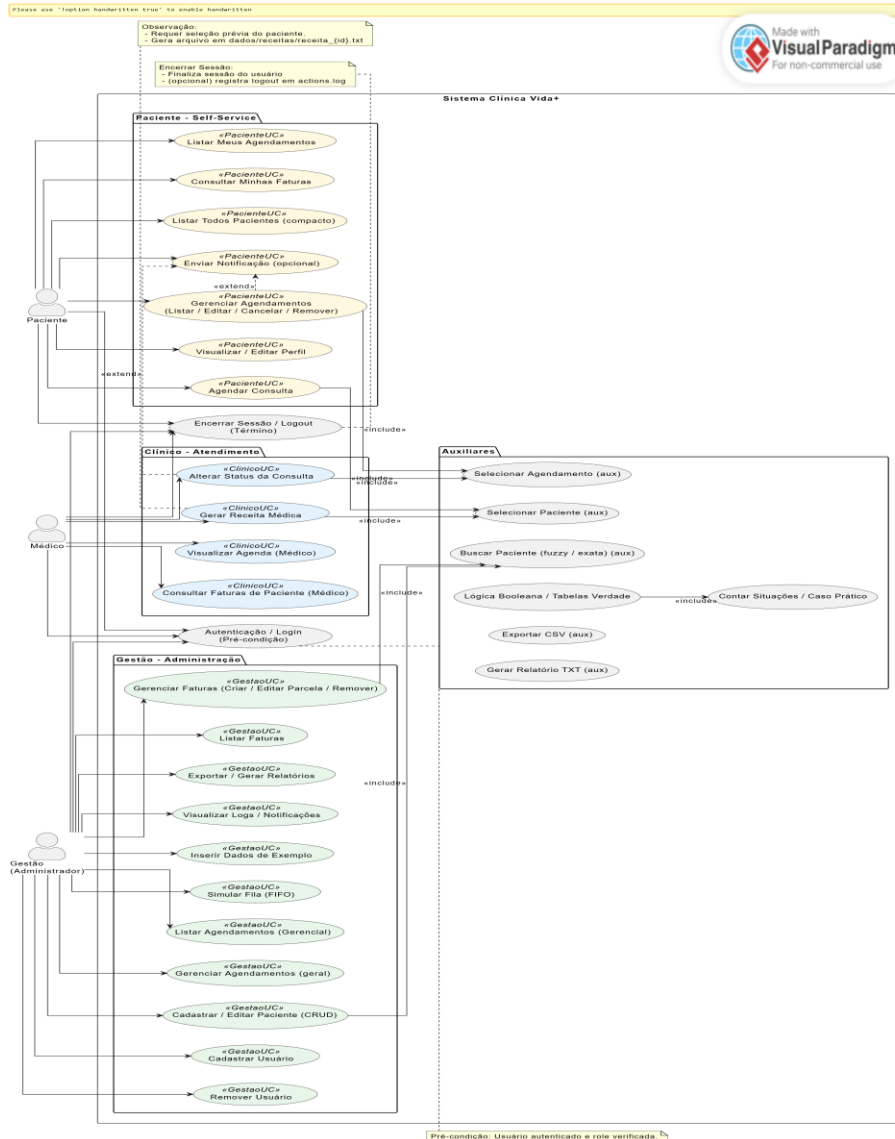 Please use '!option handwritten true' to enable handwritten
Observação:
- Requer seleção prévia do paciente.
- Gera arquivo em dados/receitas/receita_{id}.txt
Made with
Visual Paradigm
For non-commercial use
Encerrar Sessão:
- Finaliza sessão do usuário
- (opcional) registra logout em actions.log
Sistema Clínica Vida+
Paciente - Self-Service
«PacienteUC»
Listar Meus Agendamentos
«PacienteUC»
Consultar Minhas Faturas
«PacienteUC»
Listar Todos Pacientes (compacto)
«PacienteUC»
Enviar Notificação (opcional)
«extend»
«PacienteUC»
Gerenciar Agendamentos
(Listar / Editar / Cancelar / Remover)
Paciente
«PacienteUC»
Visualizar / Editar Perfil
«extend»
«PacienteUC»
Agendar Consulta
Encerrar Sessão / Logout
(Término)
«include»
Clínico - Atendimento
Auxiliares
«ClinicoUC»
Alterar Status da Consulta
«include»
«include»
Selecionar Agendamento (aux)
«ClinicoUC»
Gerar Receita Médica
«include»
Selecionar Paciente (aux)
Médico
«ClinicoUC»
Visualizar Agenda (Médico)
Buscar Paciente (fuzzy / exata) (aux)
«ClinicoUC»
Consultar Faturas de Paciente (Médico)
«include»
Lógica Booleana / Tabelas Verdade
«include»
Contar Situações / Caso Prático
Autenticação / Login
(Pré-condição)
Exportar CSV (aux)
Gerar Relatório TXT (aux)
Gestão - Administração
«GestaoUC»
Gerenciar Faturas (Criar / Editar Parcela / Remover)
«GestaoUC»
Listar Faturas
«GestaoUC»
Exportar / Gerar Relatórios
«include»
«GestaoUC»
Visualizar Logs / Notificações
Gestão
(Administrador)
«GestaoUC»
Inserir Dados de Exemplo
«GestaoUC»
Simular Fila (FIFO)
«GestaoUC»
Listar Agendamentos (Gerencial)
«GestaoUC»
Gerenciar Agendamentos (geral)
«GestaoUC»
Cadastrar / Editar Paciente (CRUD)
«GestaoUC»
Cadastrar Usuário
«GestaoUC»
Remover Usuário
Pré-condição: Usuário autenticado e role verificada.